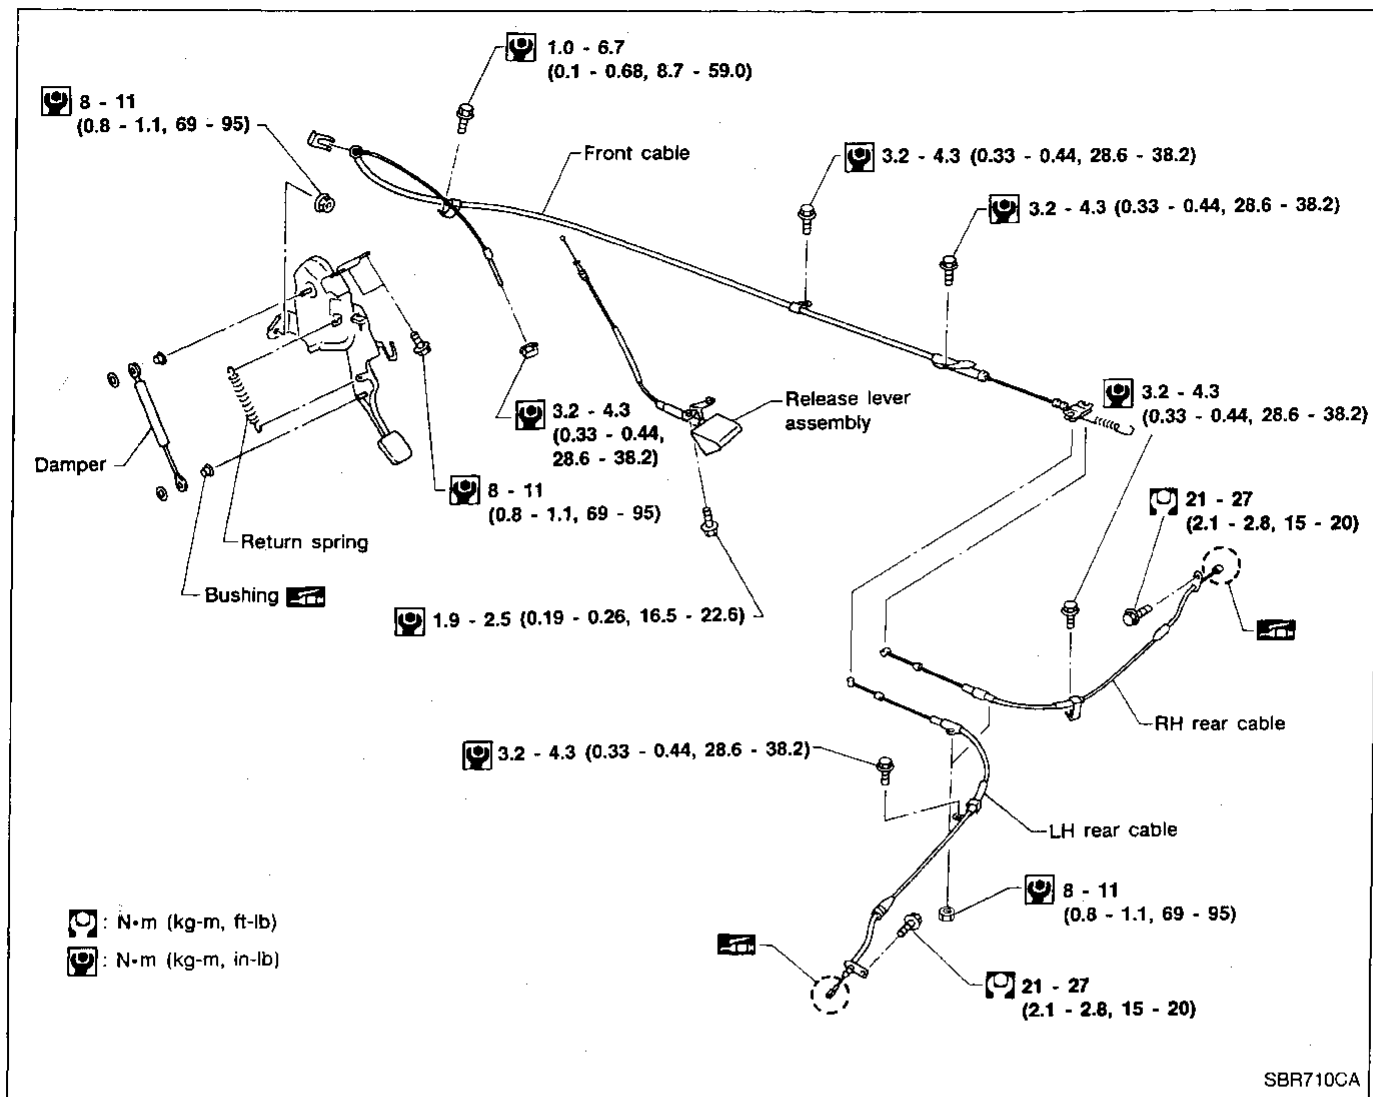 1.0 - 6.7
(0.1 - 0.68, 8.7 - 59.0)
8 - 11
(0.8 - 1.1, 69 - 95)
Front cable
3.2 - 4.3 (0.33 - 0.44, 28.6 - 38.2)
3.2 - 4.3 (0.33 - 0.44, 28.6 - 38.2)
3.2 - 4.3
(0.33 - 0.44, 28.6 - 38.2)
Release lever
assembly
3.2 - 4.3
(0.33 - 0.44,
28.6 - 38.2)
Damper
8 - 11
(0.8 - 1.1, 69 - 95)
21 - 27
(2.1 - 2.8, 15 - 20)
Return spring
Bushing
1.9 - 2.5 (0.19 - 0.26, 16.5 - 22.6)
RH rear cable
3.2 - 4.3 (0.33 - 0.44, 28.6 - 38.2)
LH rear cable
8 - 11
(0.8 - 1.1, 69 - 95)
: N•m (kg-m, ft-lb)
: N•m (kg-m, in-lb)
21 - 27
(2.1 - 2.8, 15 - 20)
SBR710CA